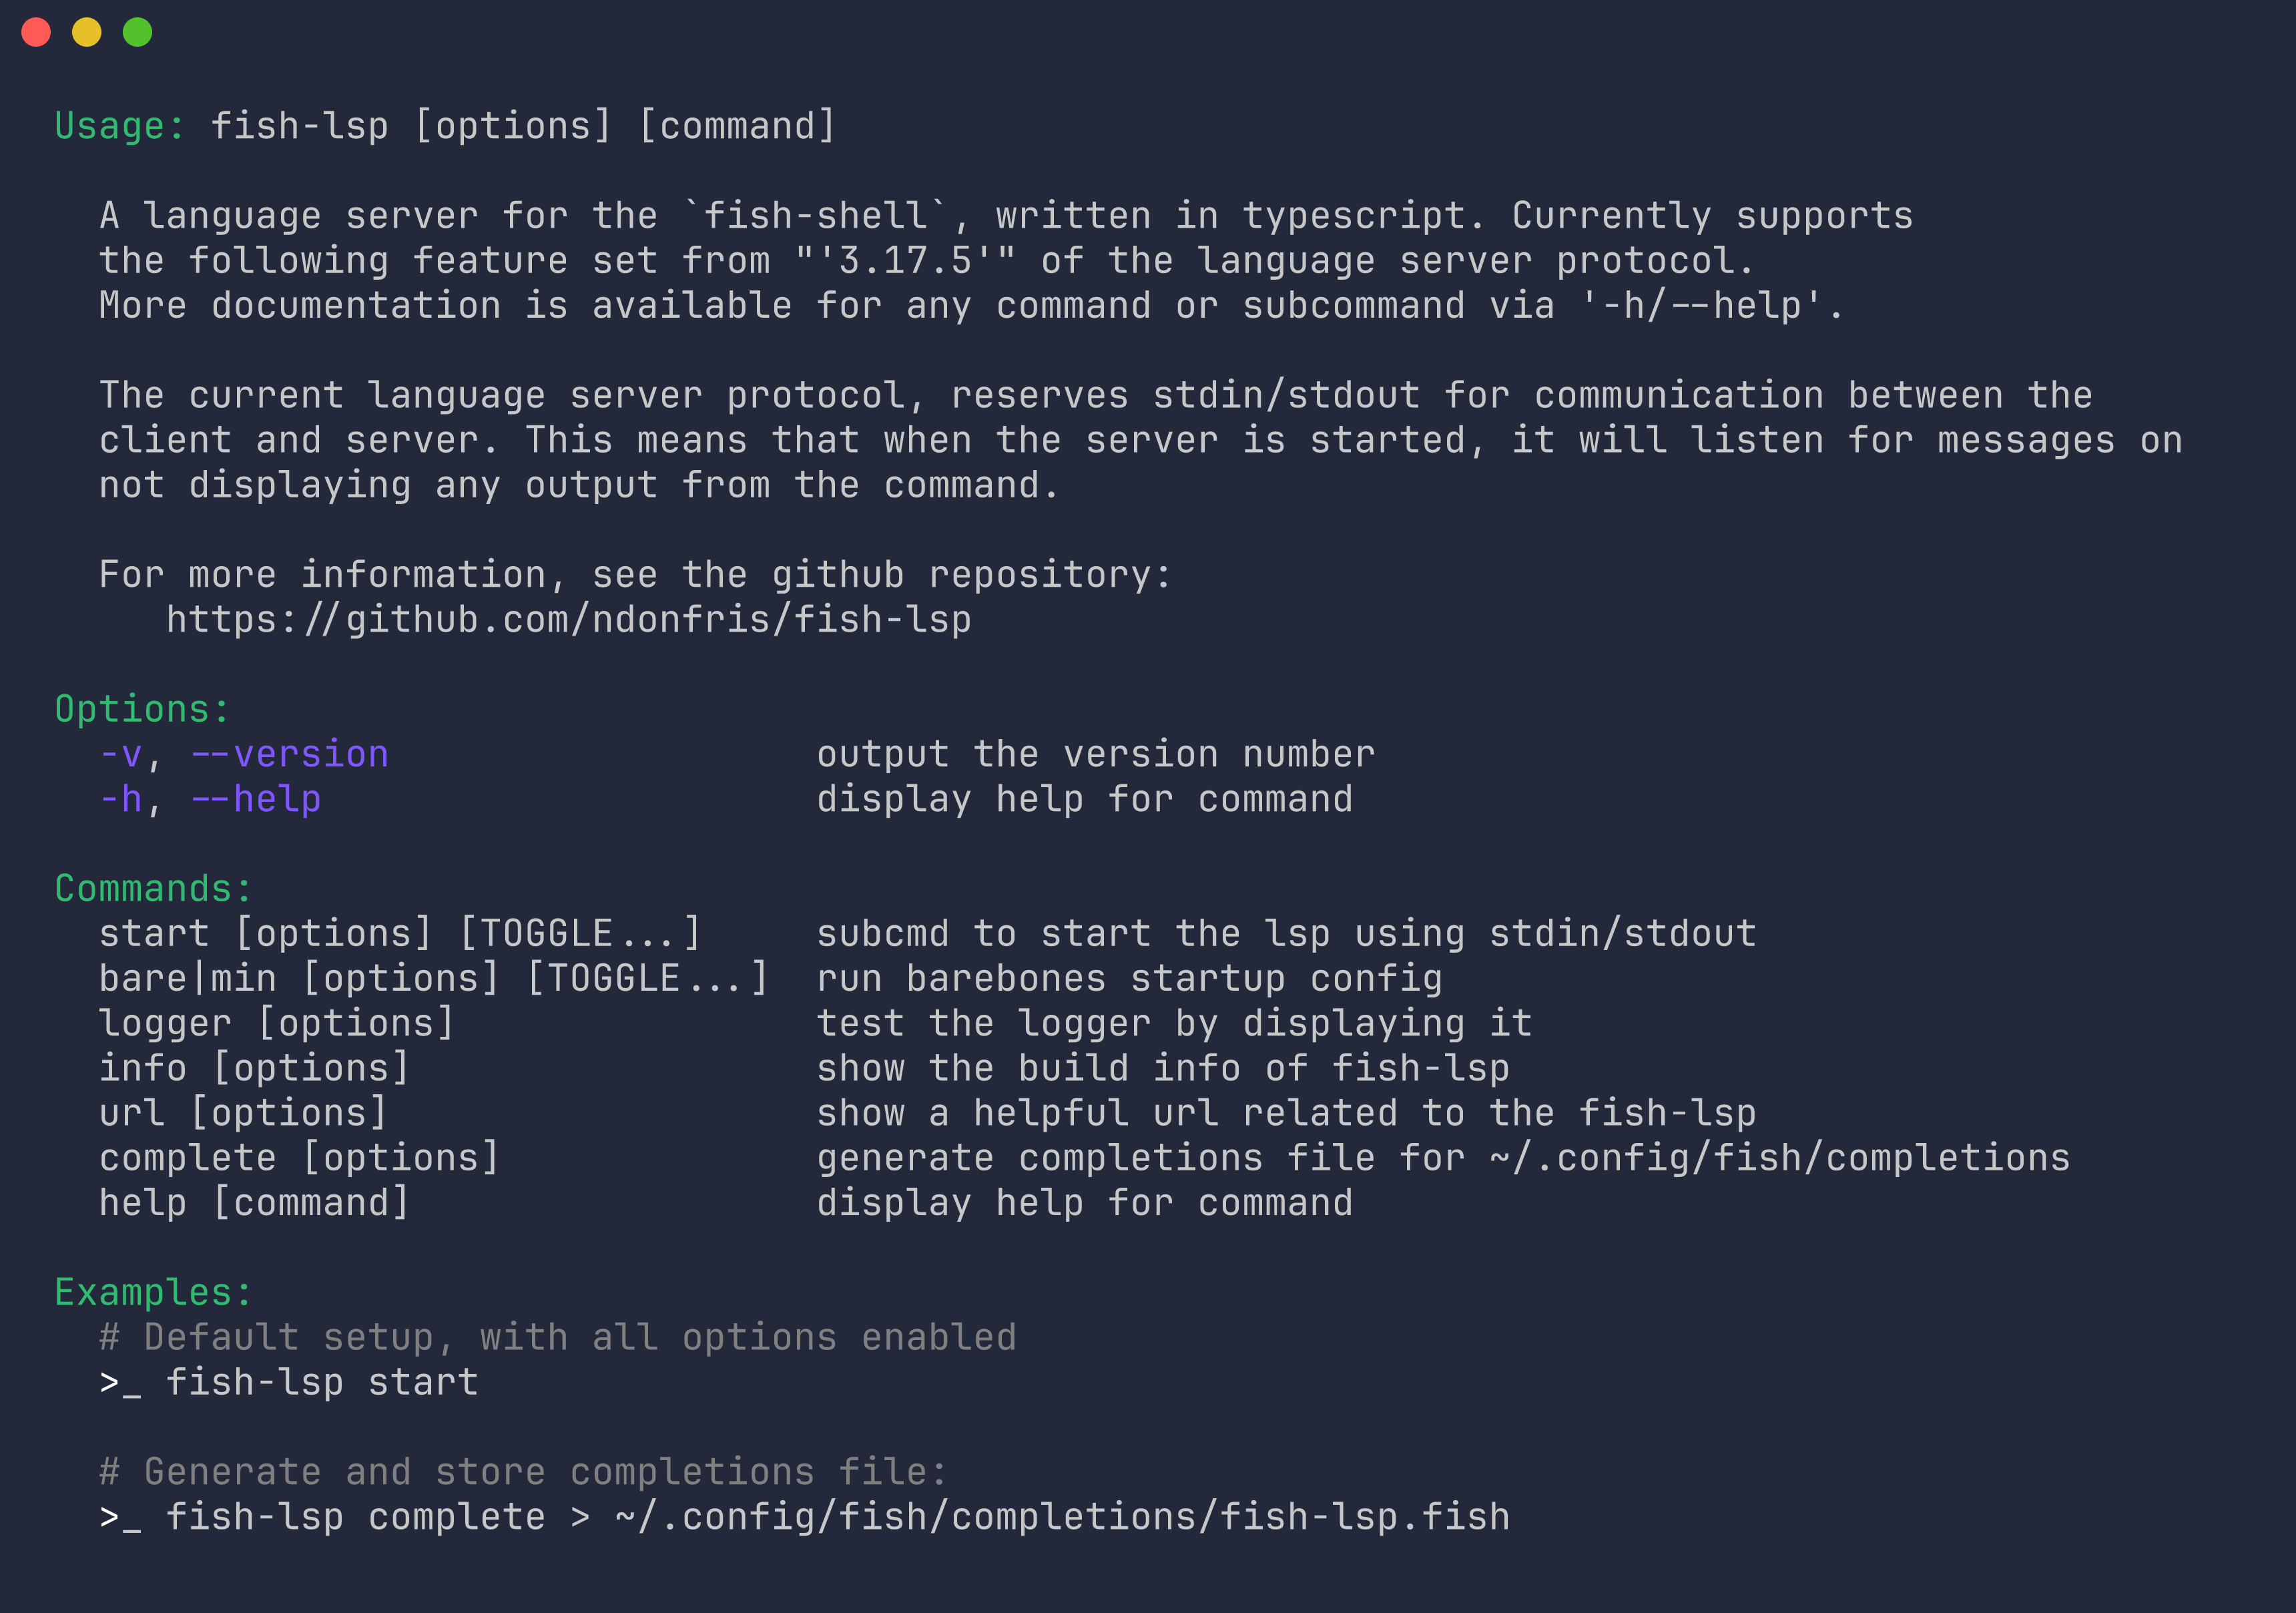 Usage: fish-lsp [options] [command]

  A language server for the `fish-shell`, written in typescript. Currently supports
  the following feature set from "'3.17.5'" of the language server protocol.
  More documentation is available for any command or subcommand via '-h/--help'.

  The current language server protocol, reserves stdin/stdout for communication between the
  client and server. This means that when the server is started, it will listen for messages on
  not displaying any output from the command.

  For more information, see the github repository:
     https://github.com/ndonfris/fish-lsp

Options:
  -v, --version                   output the version number
  -h, --help                      display help for command

Commands:
  start [options] [TOGGLE...]     subcmd to start the lsp using stdin/stdout
  bare|min [options] [TOGGLE...]  run barebones startup config
  logger [options]                test the logger by displaying it
  info [options]                  show the build info of fish-lsp
  url [options]                   show a helpful url related to the fish-lsp
  complete [options]              generate completions file for ~/.config/fish/completions
  help [command]                  display help for command

Examples:
  # Default setup, with all options enabled
  >_ fish-lsp start

  # Generate and store completions file:
  >_ fish-lsp complete > ~/.config/fish/completions/fish-lsp.fish